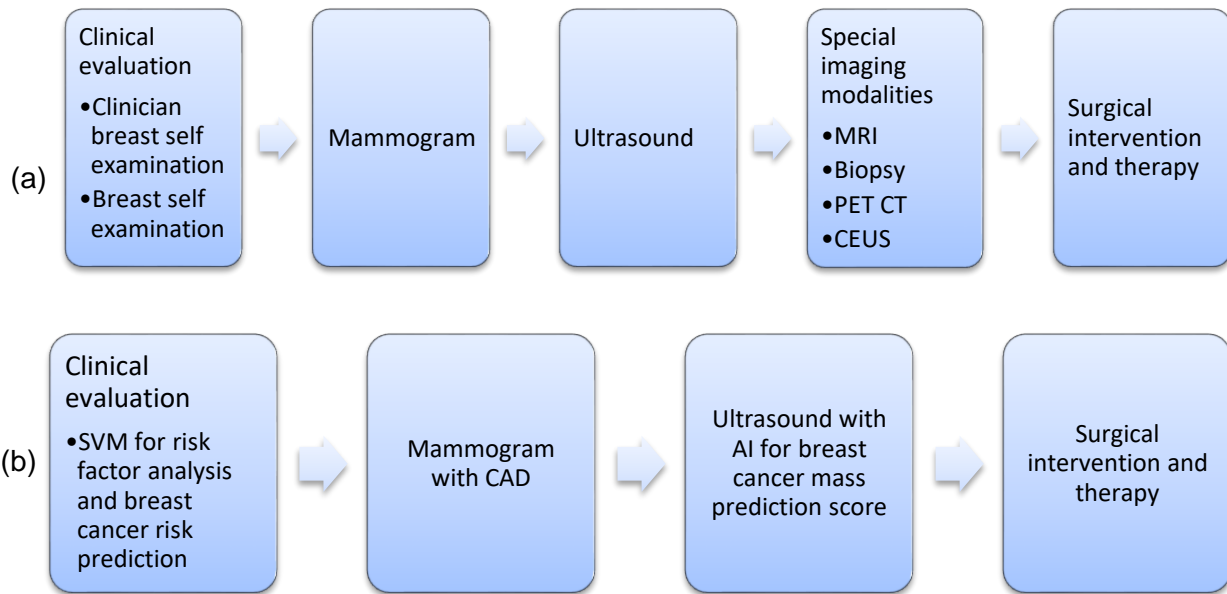 (a)
Clinical
evaluation
•Clinician
breast self
examination
•Breast self
examination
Mammogram
Ultrasound
Special
imaging
modalities
•MRI
•Biopsy
•PET CT
•CEUS
Surgical
intervention
and therapy
(b)
Clinical
evaluation
•SVM for risk
factor analysis
and breast
cancer risk
prediction
Mammogram
with CAD
Ultrasound with
AI for breast
cancer mass
prediction score
Surgical
intervention and
therapy